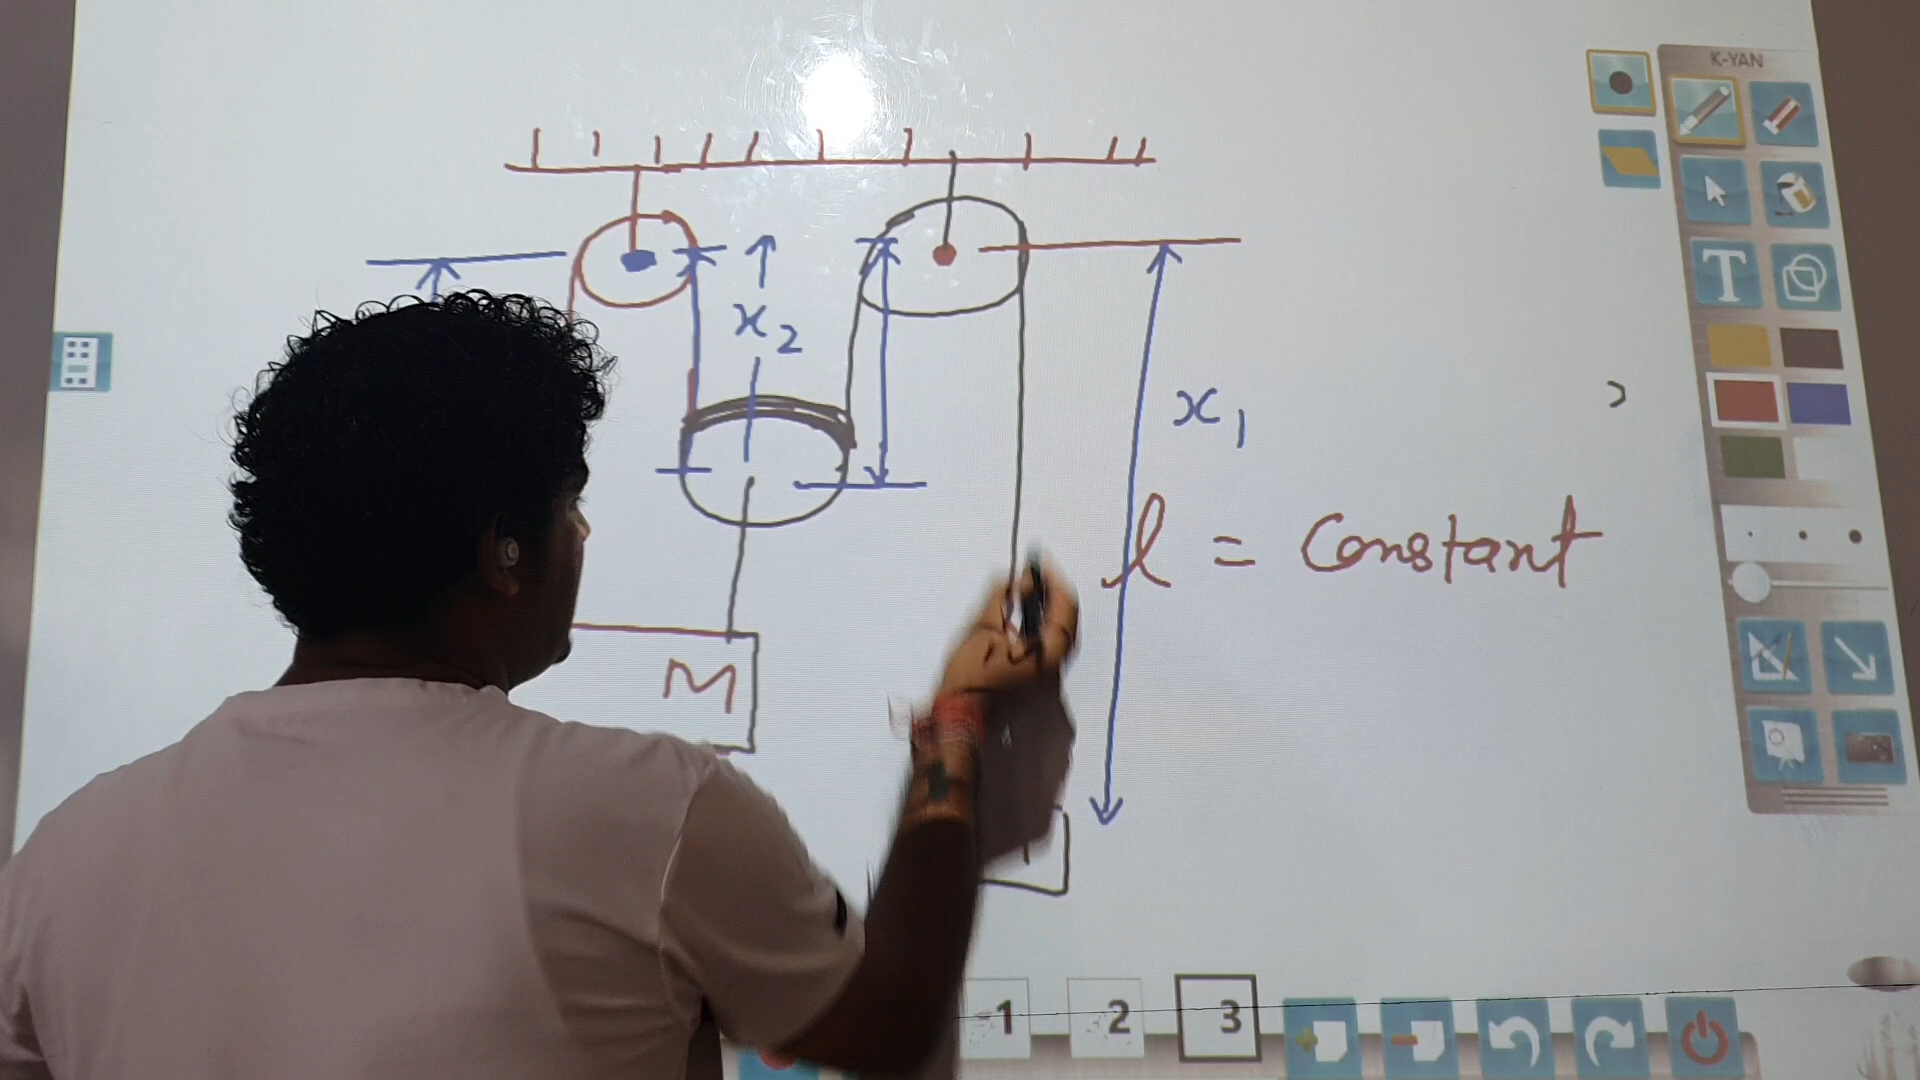 K-YAN
x₂
x₁
l = Constant
M
T
1 2 3